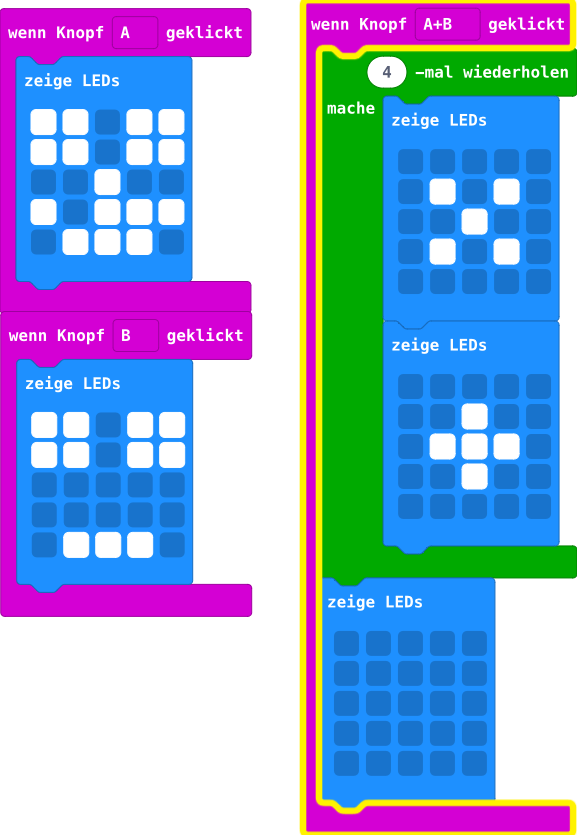 wenn Knopf A geklickt
zeige LEDs
wenn Knopf B geklickt
zeige LEDs
wenn Knopf A+B geklickt
4 -mal wiederholen
mache
zeige LEDs
zeige LEDs
zeige LEDs